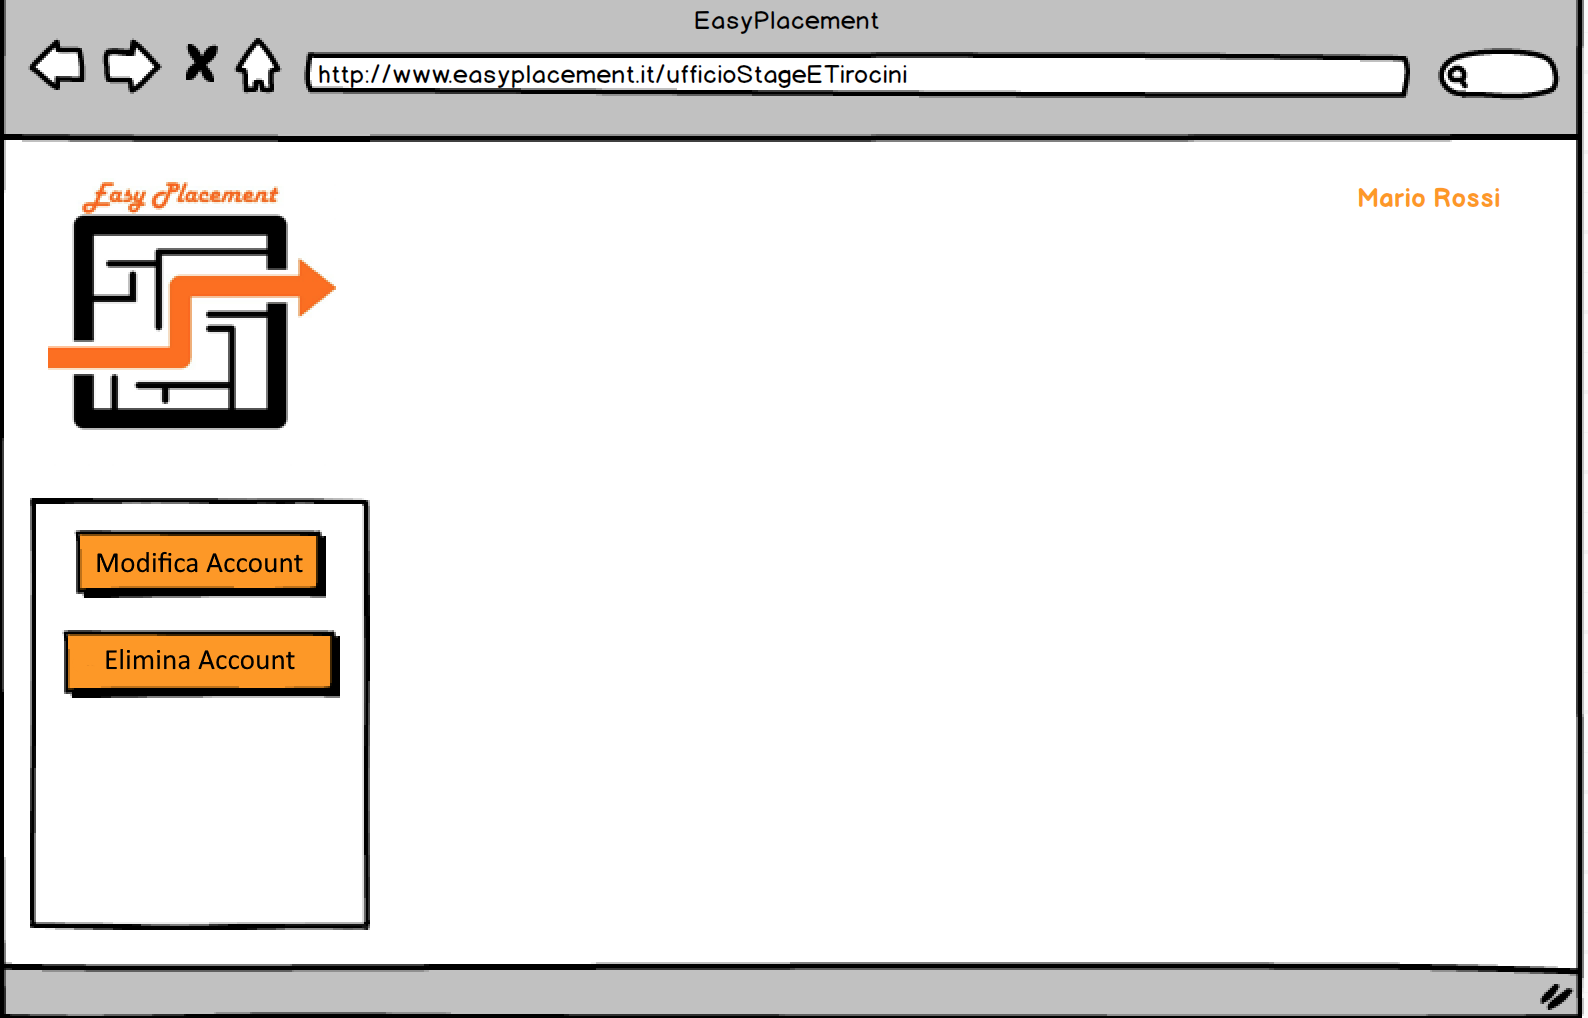 EasyPlacement
http://www.easyplacement.it/ufficioStageETirocini
Easy Placement
Mario Rossi
Modifica Account
Elimina Account